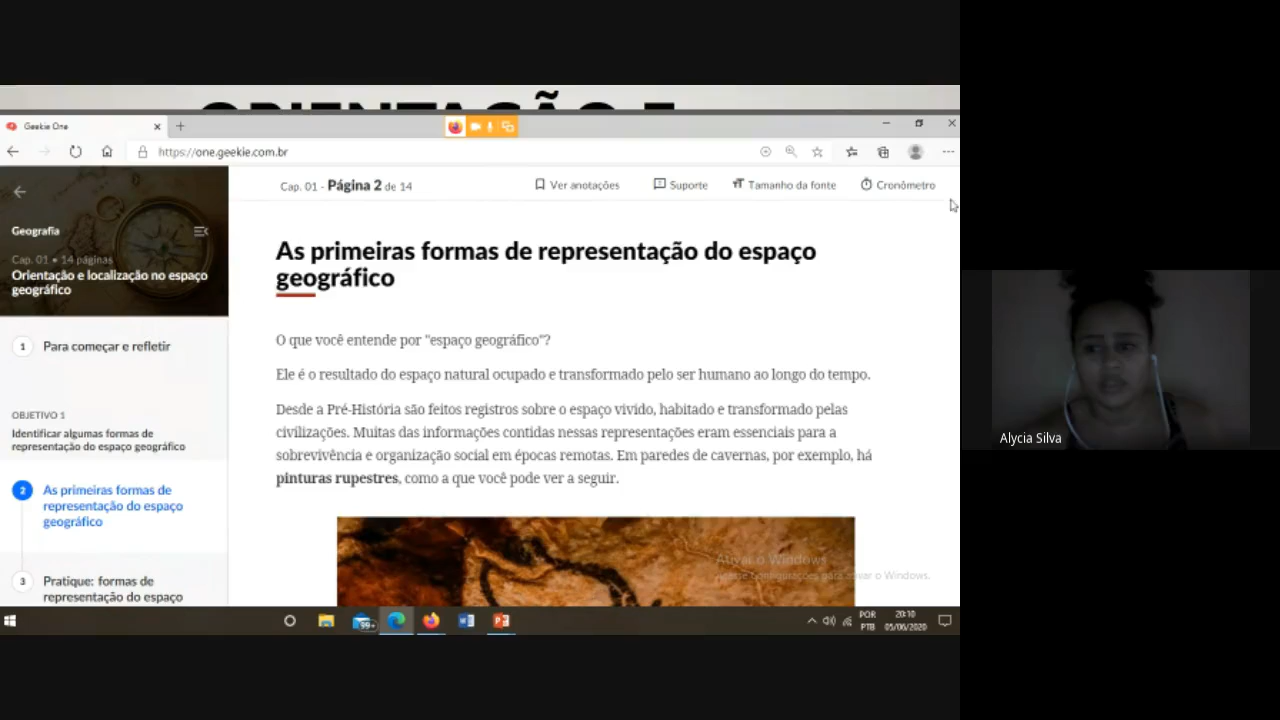 ORIENTAÇÃO E
Geekie One
https://one.geekie.com.br
Cap. 01 - Página 2 de 14
Ver anotações
Suporte
Tamanho da fonte
Cronômetro
Geografia
Cap. 01 • 14 páginas
Orientação e localização no espaço
geográfico
1 Para começar e refletir
OBJETIVO 1
Identificar algumas formas de
representação do espaço geográfico
2 As primeiras formas de
representação do espaço
geográfico
3 Pratique: formas de
representação do espaço
As primeiras formas de representação do espaço
geográfico
O que você entende por "espaço geográfico"?
Ele é o resultado do espaço natural ocupado e transformado pelo ser humano ao longo do tempo.
Desde a Pré-História são feitos registros sobre o espaço vivido, habitado e transformado pelas
civilizações. Muitas das informações contidas nessas representações eram essenciais para a
sobrevivência e organização social em épocas remotas. Em paredes de cavernas, por exemplo, há
pinturas rupestres, como a que você pode ver a seguir.
Ativar o Windows
Acesse Configurações para ativar o Windows.
99+
POR
PTB
20:10
05/06/2020
Alycia Silva